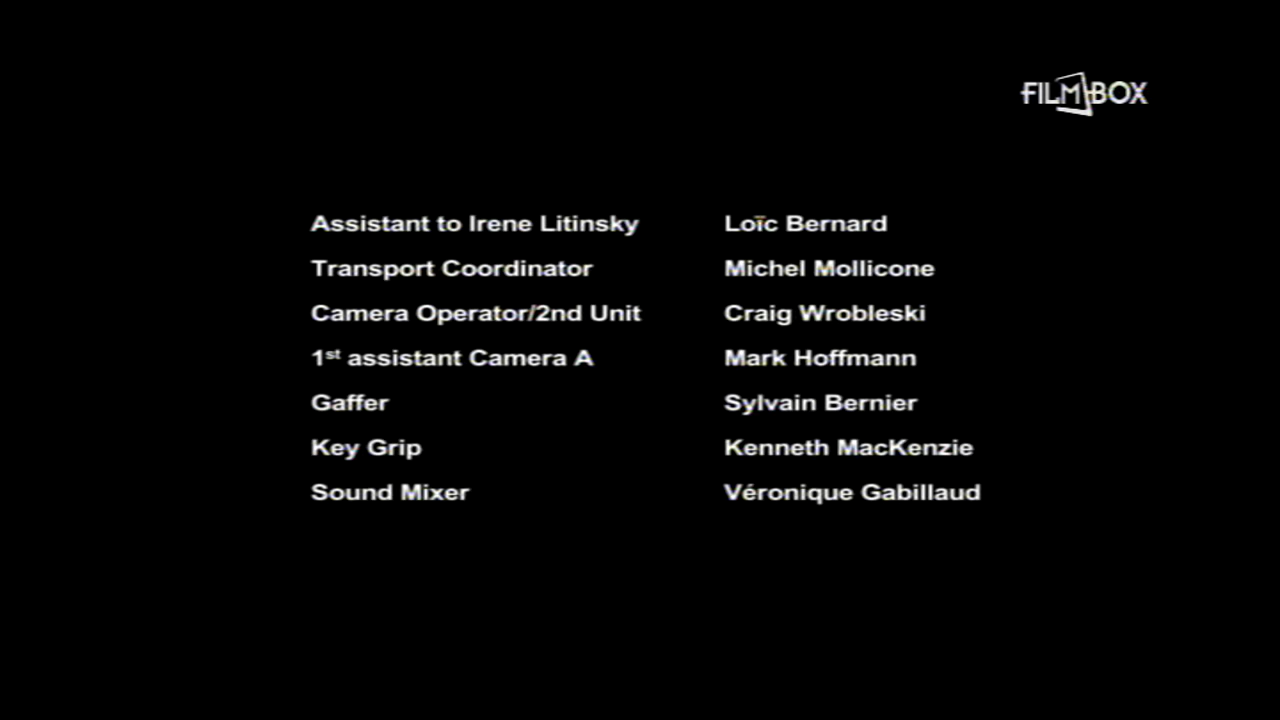 FILMBOX
Assistant to Irene Litinsky Loïc Bernard
Transport Coordinator Michel Mollicone
Camera Operator/2nd Unit Craig Wrobleski
1st assistant Camera A Mark Hoffmann
Gaffer Sylvain Bernier
Key Grip Kenneth MacKenzie
Sound Mixer Véronique Gabillaud